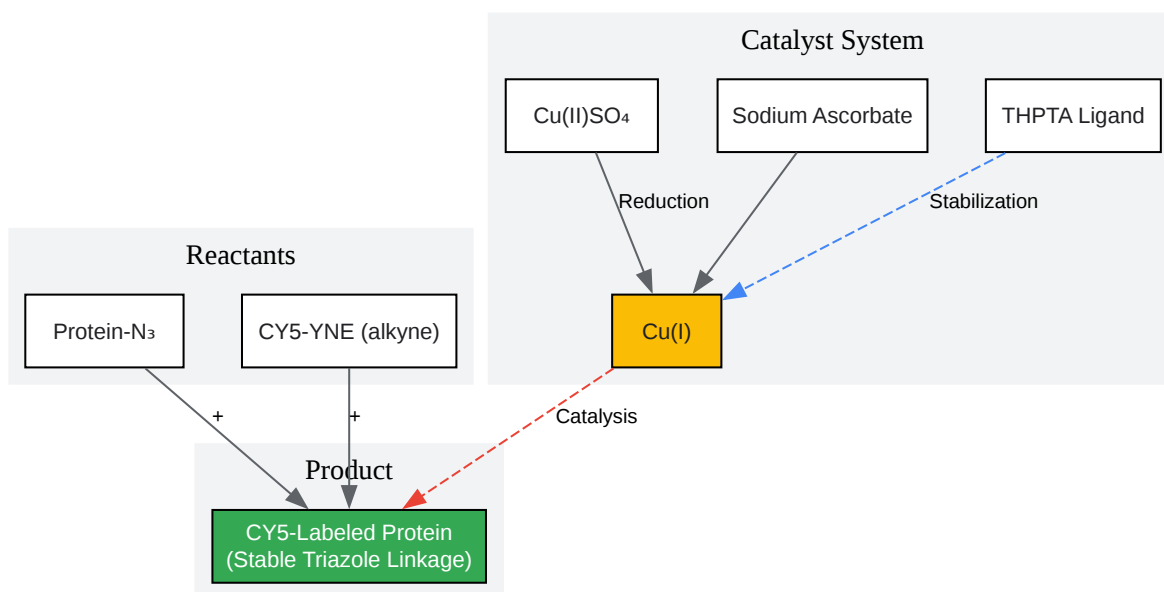 Catalyst System
Cu(II)SO₄
Sodium Ascorbate
THPTA Ligand
Reduction
Stabilization
Reactants
Protein-N₃
CY5-YNE (alkyne)
Cu(I)
+
+
Catalysis
Product
CY5-Labeled Protein
(Stable Triazole Linkage)